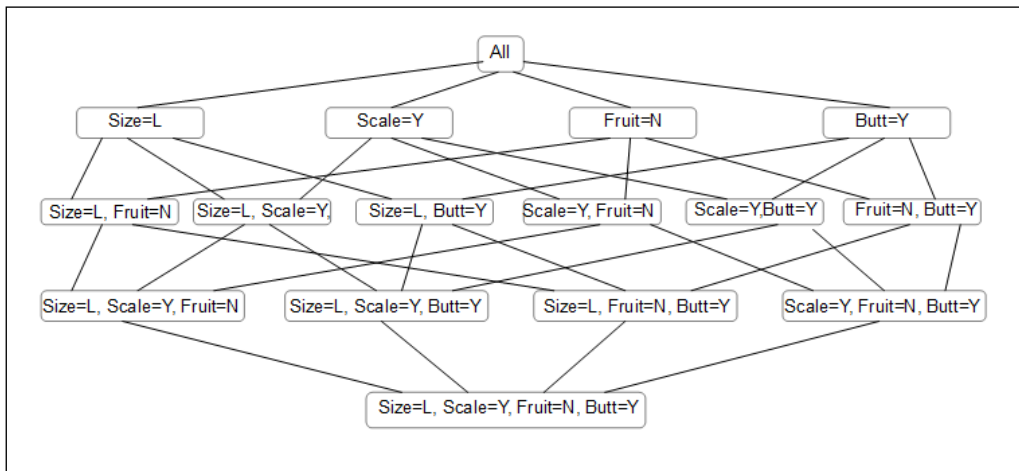 All
Size=L
Scale=Y
Fruit=N
Butt=Y
Size=L, Fruit=N
Size=L, Scale=Y,
Size=L, Butt=Y
Scale=Y, Fruit=N
Scale=Y,Butt=Y
Fruit=N, Butt=Y
Size=L, Scale=Y, Fruit=N
Size=L, Scale=Y, Butt=Y
Size=L, Fruit=N, Butt=Y
Scale=Y, Fruit=N, Butt=Y
Size=L, Scale=Y, Fruit=N, Butt=Y